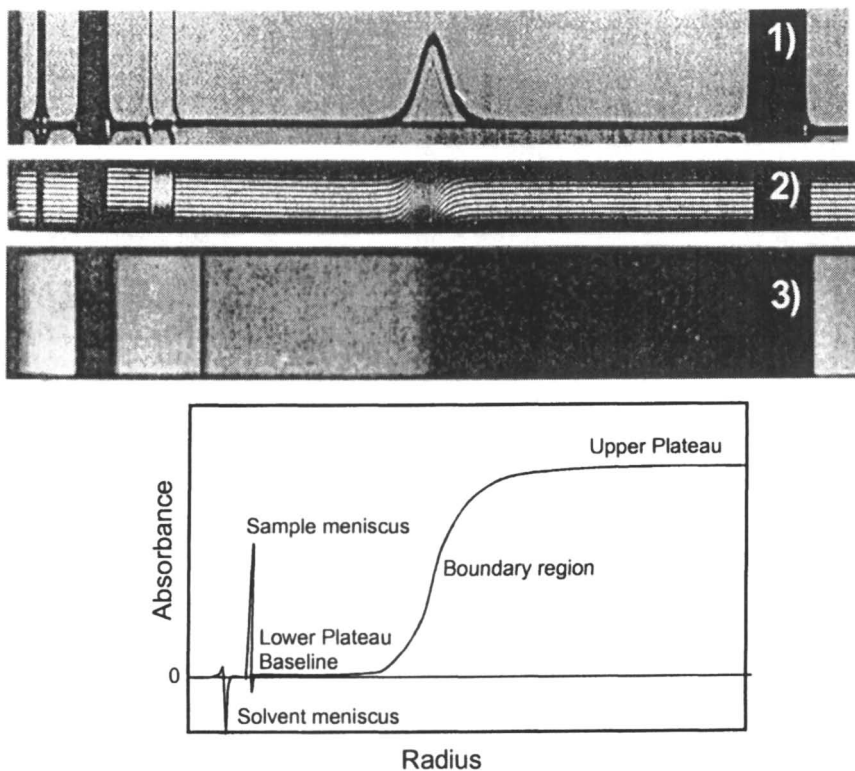 1)
2)
3)
Upper Plateau
Sample meniscus
Boundary region
Absorbance
Lower Plateau
Baseline
0
Solvent meniscus
Radius